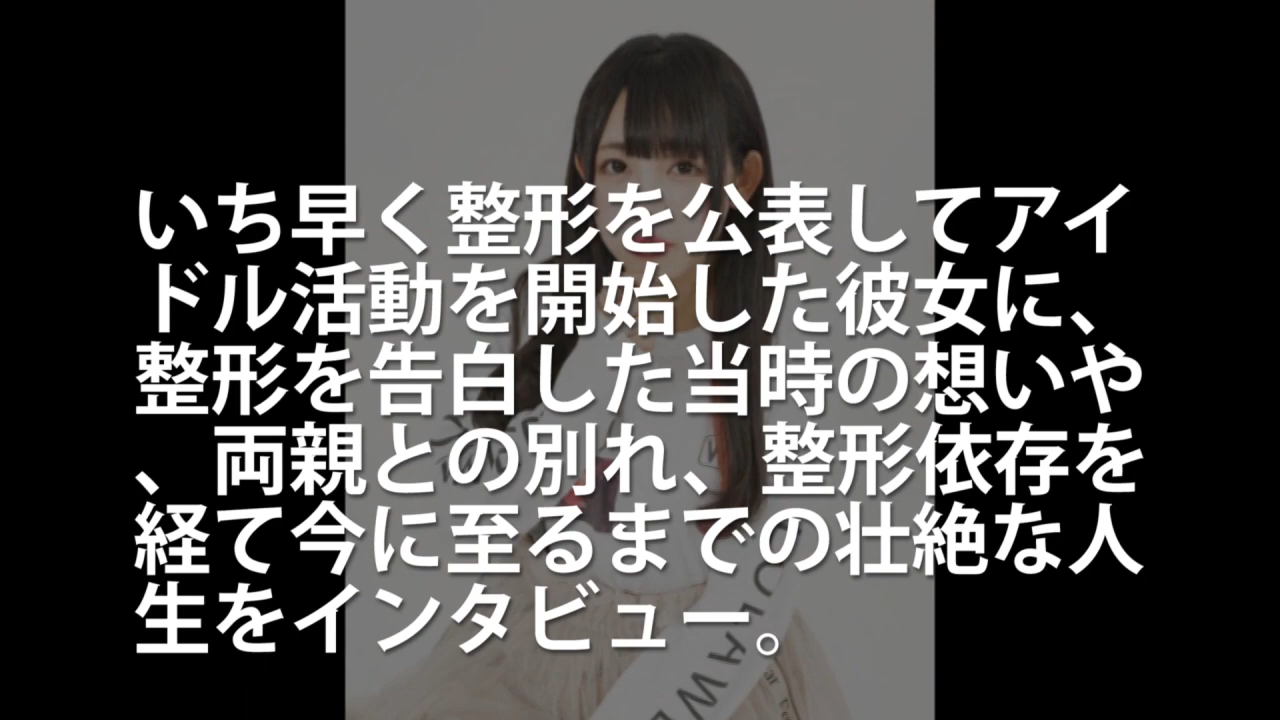 いち早く整形を公表してアイ
ドル活動を開始した彼女に、
整形を告白した当時の想いや
、両親との別れ、整形依存を
経て今に至るまでの壮絶な人
生をインタビュー。